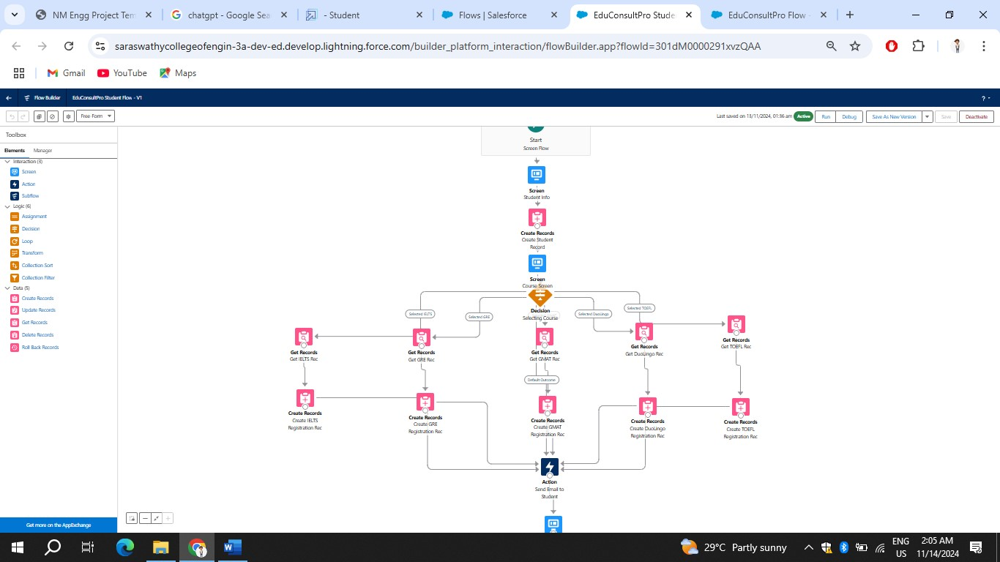 NM Engg Project Tem
chatgpt - Google Sea
- Student
Flows | Salesforce
EduConsultPro Stude
EduConsultPro Flow -
saraswathycollegeofengin-3a-dev-ed.develop.lightning.force.com/builder_platform_interaction/flowBuilder.app?flowId=301dM0000291xvzQAA
Gmail
YouTube
Maps
Flow Builder
EduConsultPro Student Flow - V1
?
Free-Form
Last saved on 13/11/2024, 01:36 am
Active
Run
Debug
Save As New Version
Save
Deactivate
Toolbox
Elements
Manager
Interaction (3)
Screen
Action
Subflow
Logic (6)
Assignment
Decision
Loop
Transform
Collection Sort
Collection Filter
Data (5)
Create Records
Update Records
Get Records
Delete Records
Roll Back Records
Get more on the AppExchange
Start
Screen Flow
Screen
Student Info
Create Records
Create Student
Record
Screen
Course Screen
Decision
Selecting Course
Selected IELTS
Selected GRE
Selected DuoLingo
Selected TOEFL
Get Records
Get IELTS Rec
Get Records
Get GRE Rec
Get Records
Get GMAT Rec
Get Records
Get DuoLingo Rec
Get Records
Get TOEFL Rec
Default Outcome
Create Records
Create IELTS
Registration Rec
Create Records
Create GRE
Registration Rec
Create Records
Create GMAT
Registration Rec
Create Records
Create DuoLingo
Registration Rec
Create Records
Create TOEFL
Registration Rec
Action
Send Email to
Student
29°C Partly sunny
ENG
US
2:05 AM
11/14/2024